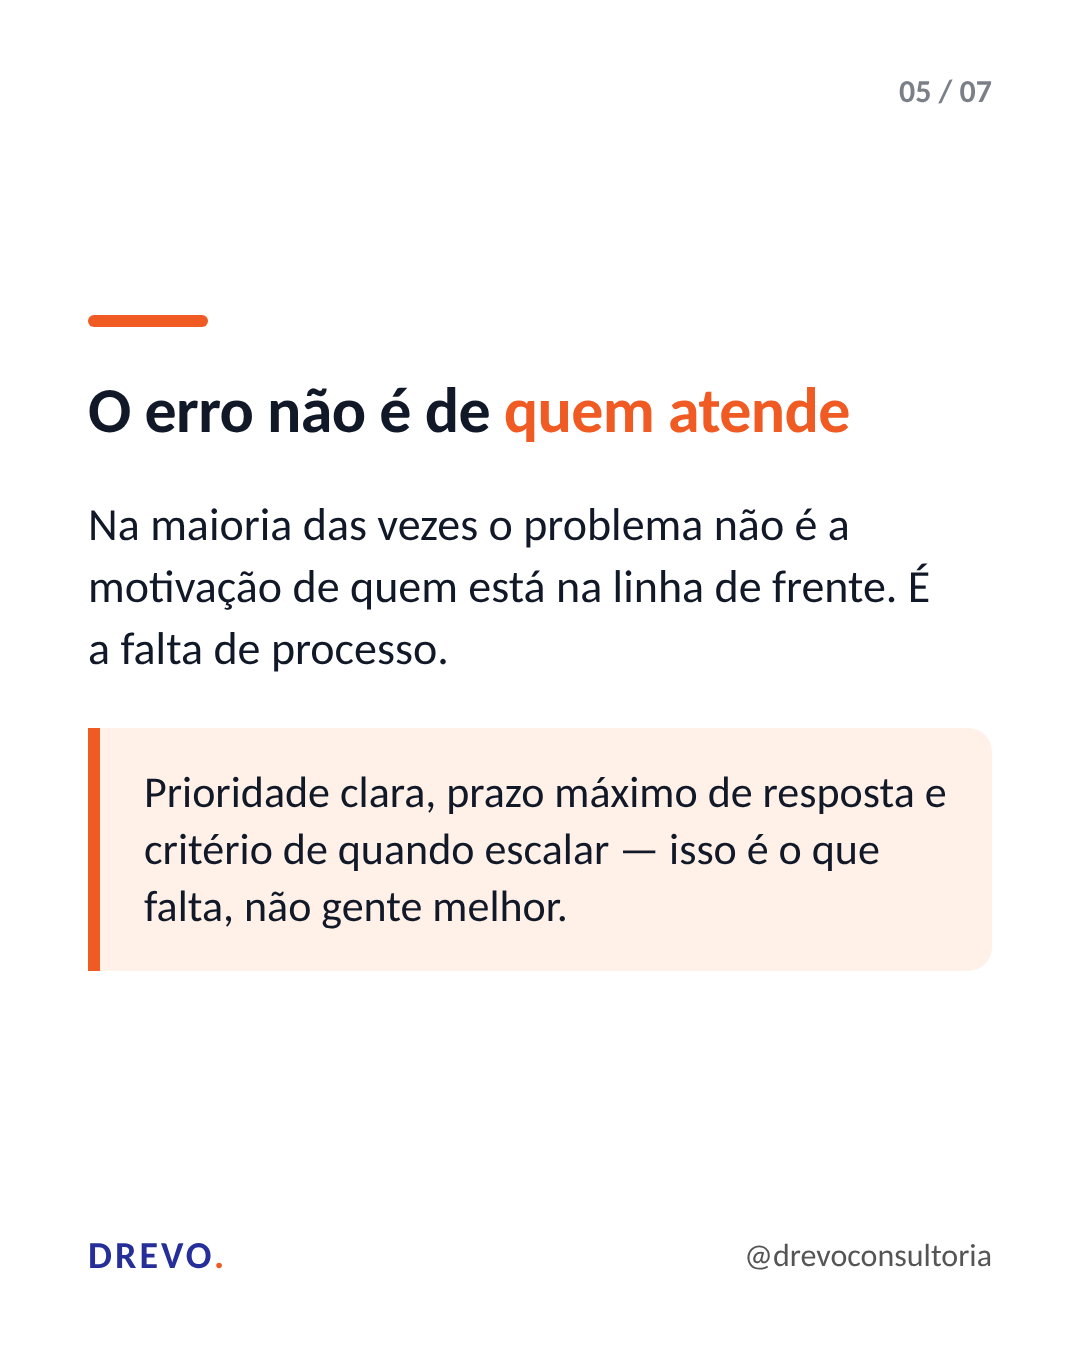 05 / 07
O erro não é de quem atende
Na maioria das vezes o problema não é a
motivação de quem está na linha de frente. É
a falta de processo.
Prioridade clara, prazo máximo de resposta e
critério de quando escalar — isso é o que
falta, não gente melhor.
DREVO.
@drevoconsultoria